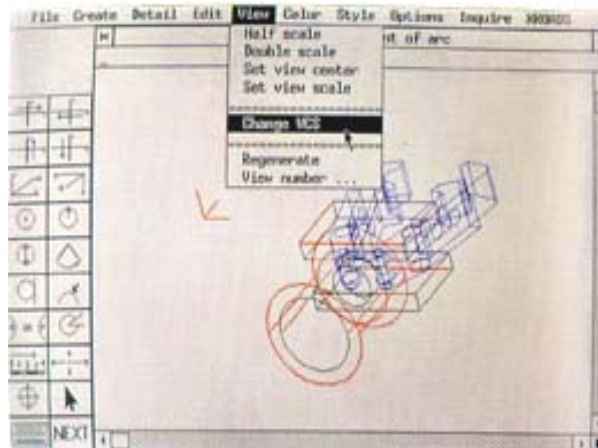 File Create Detail Edit View Color Style Options Inquire
nt of arc
Half scale
Double scale
Set view center
Set view scale
Change VCS
Regenerate
View number ...
NEXT